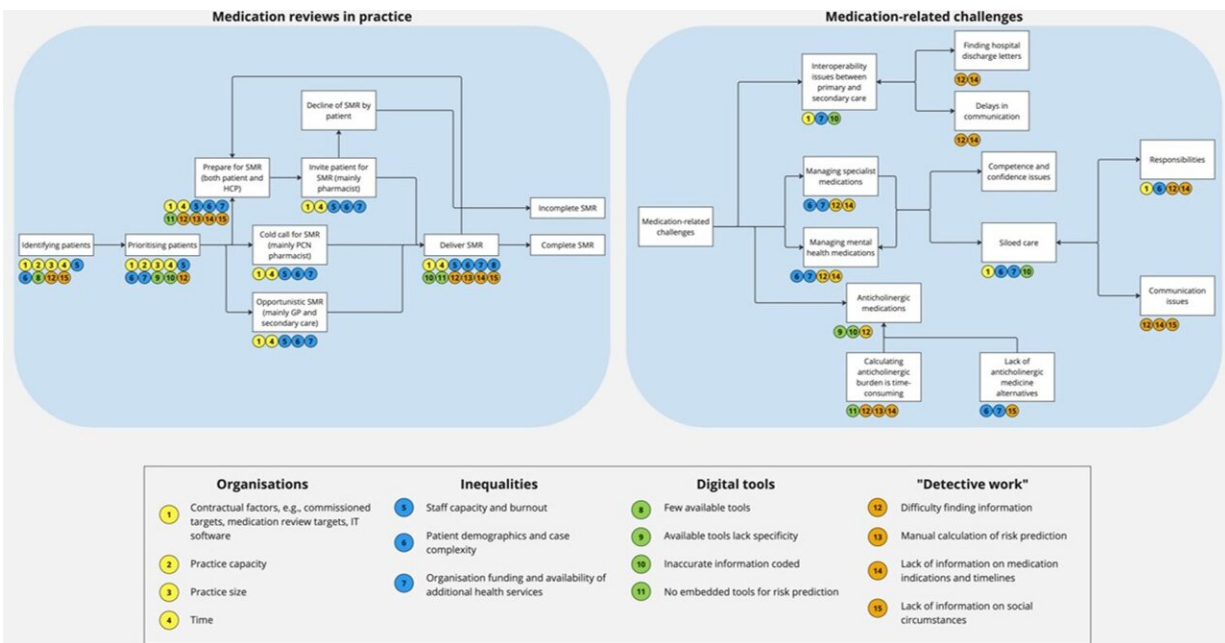 Medication reviews in practice
Decline of SMR by
patient
Prepare for SMR
(both patient and
HCP)
1 4 5 6 7
11 12 13 14 15
Invite patient for
SMR (mainly
pharmacist)
1 4 5 6 7
Incomplete SMR
Identifying patients
1 2 3 4 5
6 8 12 15
Prioritising patients
1 2 3 4 5
6 7 9 10 12
Cold call for SMR
(mainly PCN
pharmacist)
1 4 5 6 7
Deliver SMR
1 4 5 6 7 8
10 11 12 13 14 15
Complete SMR
Opportunistic SMR
(mainly GP and
secondary care)
1 4 5 6 7
Medication-related challenges
Finding hospital
discharge letters
12 14
Interoperability
issues between
primary and
secondary care
1 7 10
Delays in
communication
12 14
Managing specialist
medications
6 7 12 14
Competence and
confidence issues
Responsibilities
1 6 12 14
Medication-related
challenges
Managing mental
health medications
6 7 12 14
Siloed care
1 6 7 10
Anticholinergic
medications
9 10 12
Communication
issues
12 14 15
Calculating
anticholinergic
burden is time-
consuming
11 12 13 14
Lack of
anticholinergic
medicine
alternatives
6 7 15
Organisations
1 Contractual factors, e.g., commissioned
targets, medication review targets, IT
software
2 Practice capacity
3 Practice size
4 Time
Inequalities
5 Staff capacity and burnout
6 Patient demographics and case
complexity
7 Organisation funding and availability of
additional health services
Digital tools
8 Few available tools
9 Available tools lack specificity
10 Inaccurate information coded
11 No embedded tools for risk prediction
"Detective work"
12 Difficulty finding information
13 Manual calculation of risk prediction
14 Lack of information on medication
indications and timelines
15 Lack of information on social
circumstances